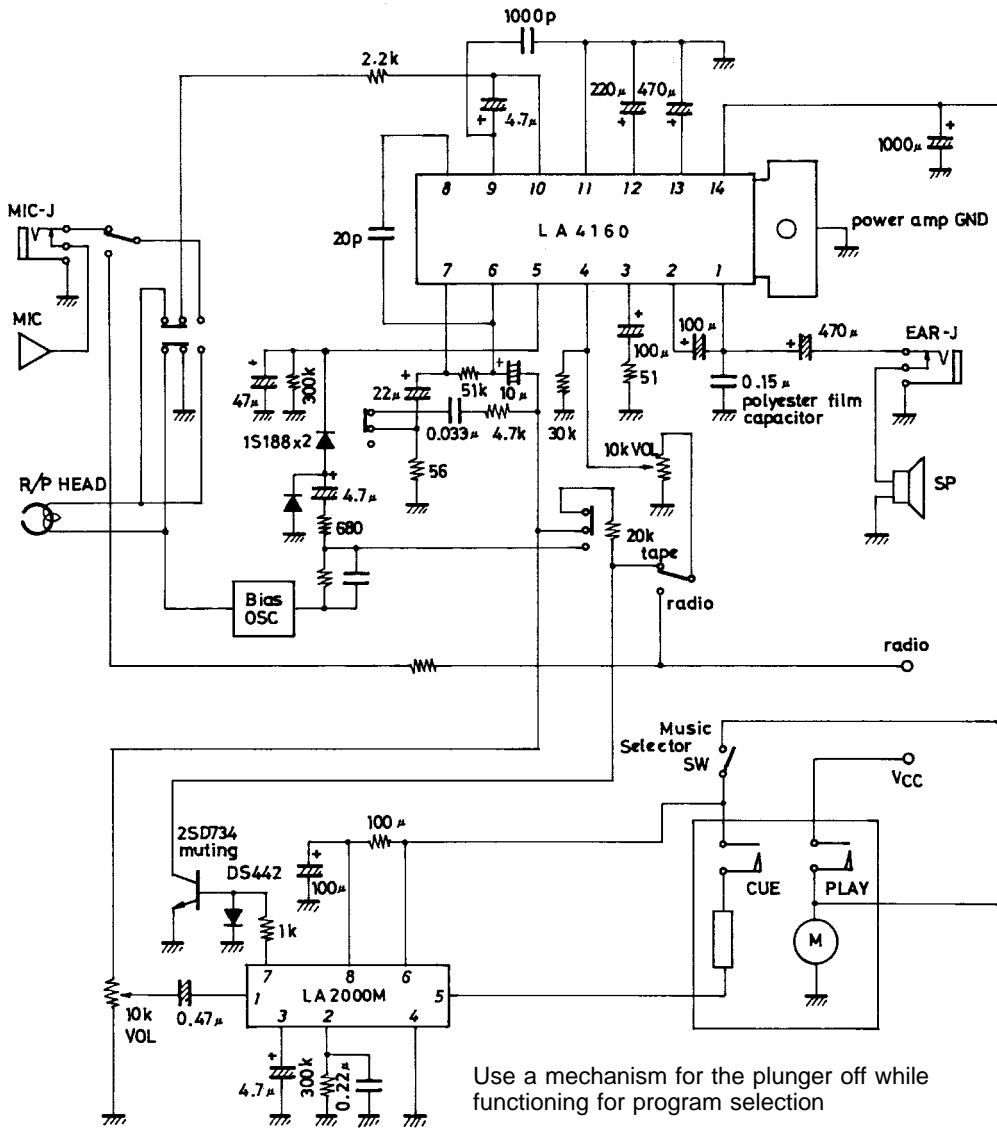 1000p
2.2k
220μ 470μ
+ 4.7μ
+
+
+
1000μ
8 9 10 11 12 13 14
MIC-J
V
20p
LA4160
power amp GND
7 6 5 4 3 2 1
MIC
+
+
100μ
+
470μ
+
EAR-J
V
47μ
300k
22μ
51k
10μ
100μ
51
0.15μ
polyester film
capacitor
0.033μ 4.7k
30k
1S188x2
10k VOL
56
SP
R/P HEAD
+
4.7μ
680
20k
tape
Bias
OSC
radio
radio
Music
Selector
SW
VCC
100μ
2SD734
muting
DS442
+
100μ
CUE PLAY
1k
M
7 8 6
1 LA2000M 5
10k
VOL
0.47μ
3 2 4
+
4.7μ
300k
0.22μ
Use a mechanism for the plunger off while
functioning for program selection